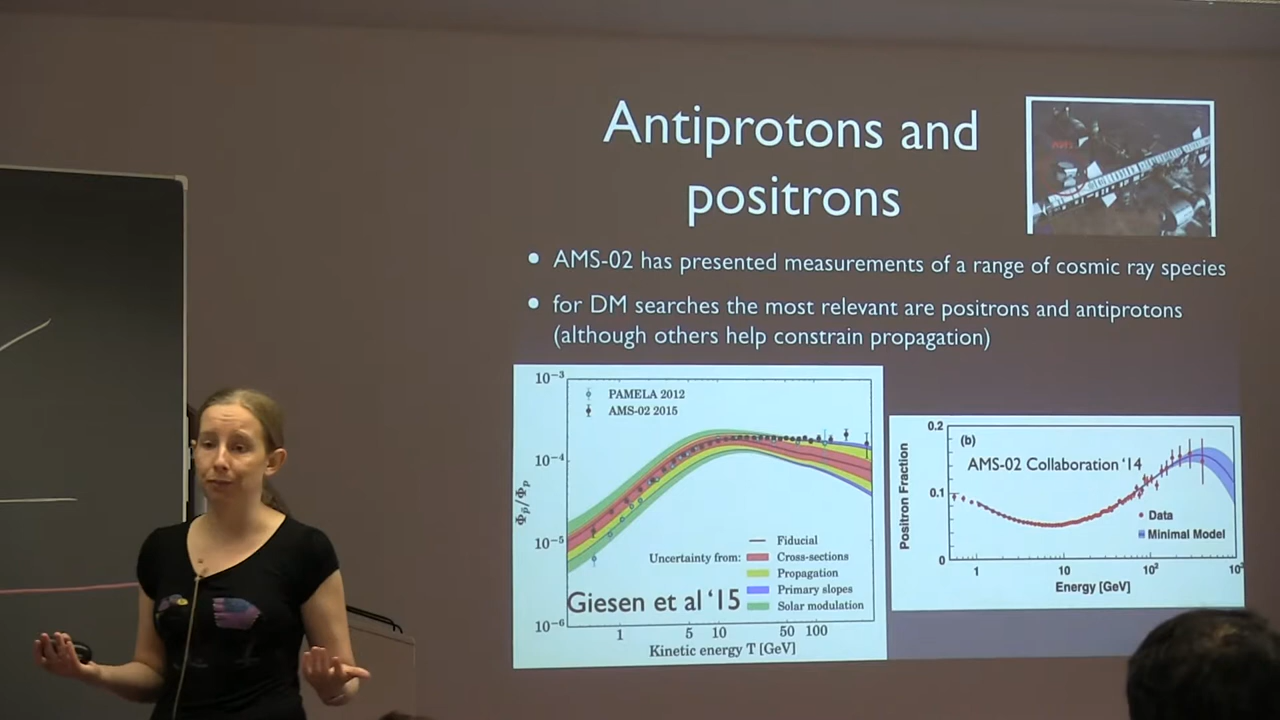 Antiprotons and
positrons
• AMS-02 has presented measurements of a range of cosmic ray species
• for DM searches the most relevant are positrons and antiprotons
(although others help constrain propagation)
10⁻³
10⁻⁴
10⁻⁵
10⁻⁶
Φp̄/Φp
PAMELA 2012
AMS-02 2015
Fiducial
Uncertainty from:
Cross-sections
Propagation
Primary slopes
Solar modulation
Giesen et al '15
1 5 10 50 100
Kinetic energy T [GeV]
Positron Fraction
0.2
0.1
0
(b)
AMS-02 Collaboration '14
Data
Minimal Model
1 10 10² 10³
Energy [GeV]